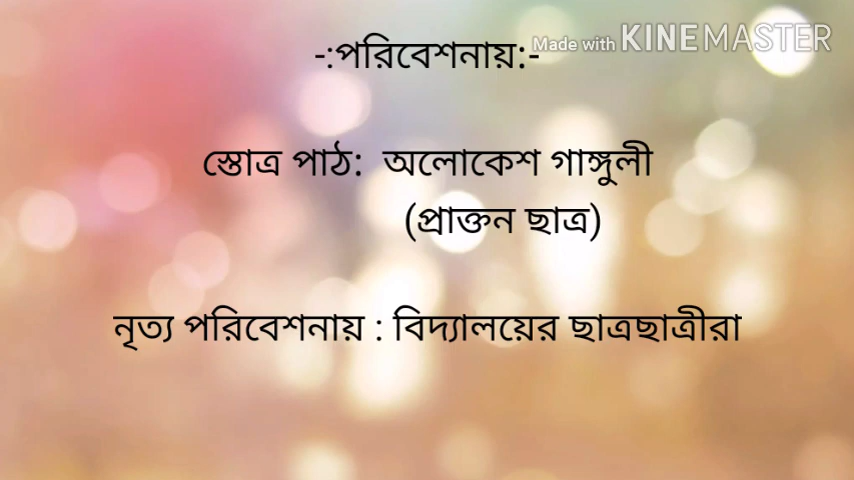 -:পরিবেশনায়:-
Made with KINEMASTER
স্তোত্র পাঠ: অলোকেশ গাঙ্গুলী
(প্রাক্তন ছাত্র)
নৃত্য পরিবেশনায় : বিদ্যালয়ের ছাত্রছাত্রীরা